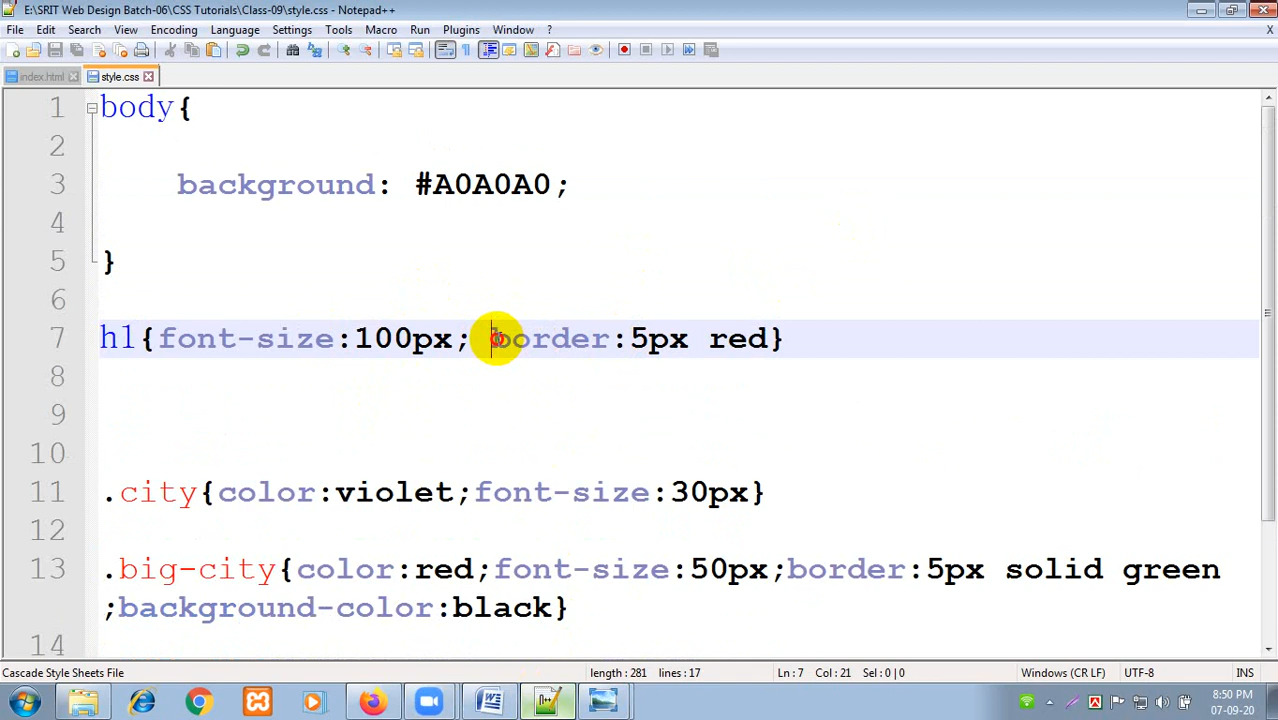 E:\SRIT Web Design Batch-06\CSS Tutorials\Class-09\style.css - Notepad++
File Edit Search View Encoding Language Settings Tools Macro Run Plugins Window ? X
index.html style.css
1 body{
2
3 background: #A0A0A0;
4
5 }
6
7 h1{font-size:100px; border:5px red}
8
9
10
11 .city{color:violet;font-size:30px}
12
13 .big-city{color:red;font-size:50px;border:5px solid green
;background-color:black}
14
Cascade Style Sheets File length : 281 lines : 17 Ln : 7 Col : 21 Sel : 0 | 0 Windows (CR LF) UTF-8 INS
8:50 PM
07-09-20